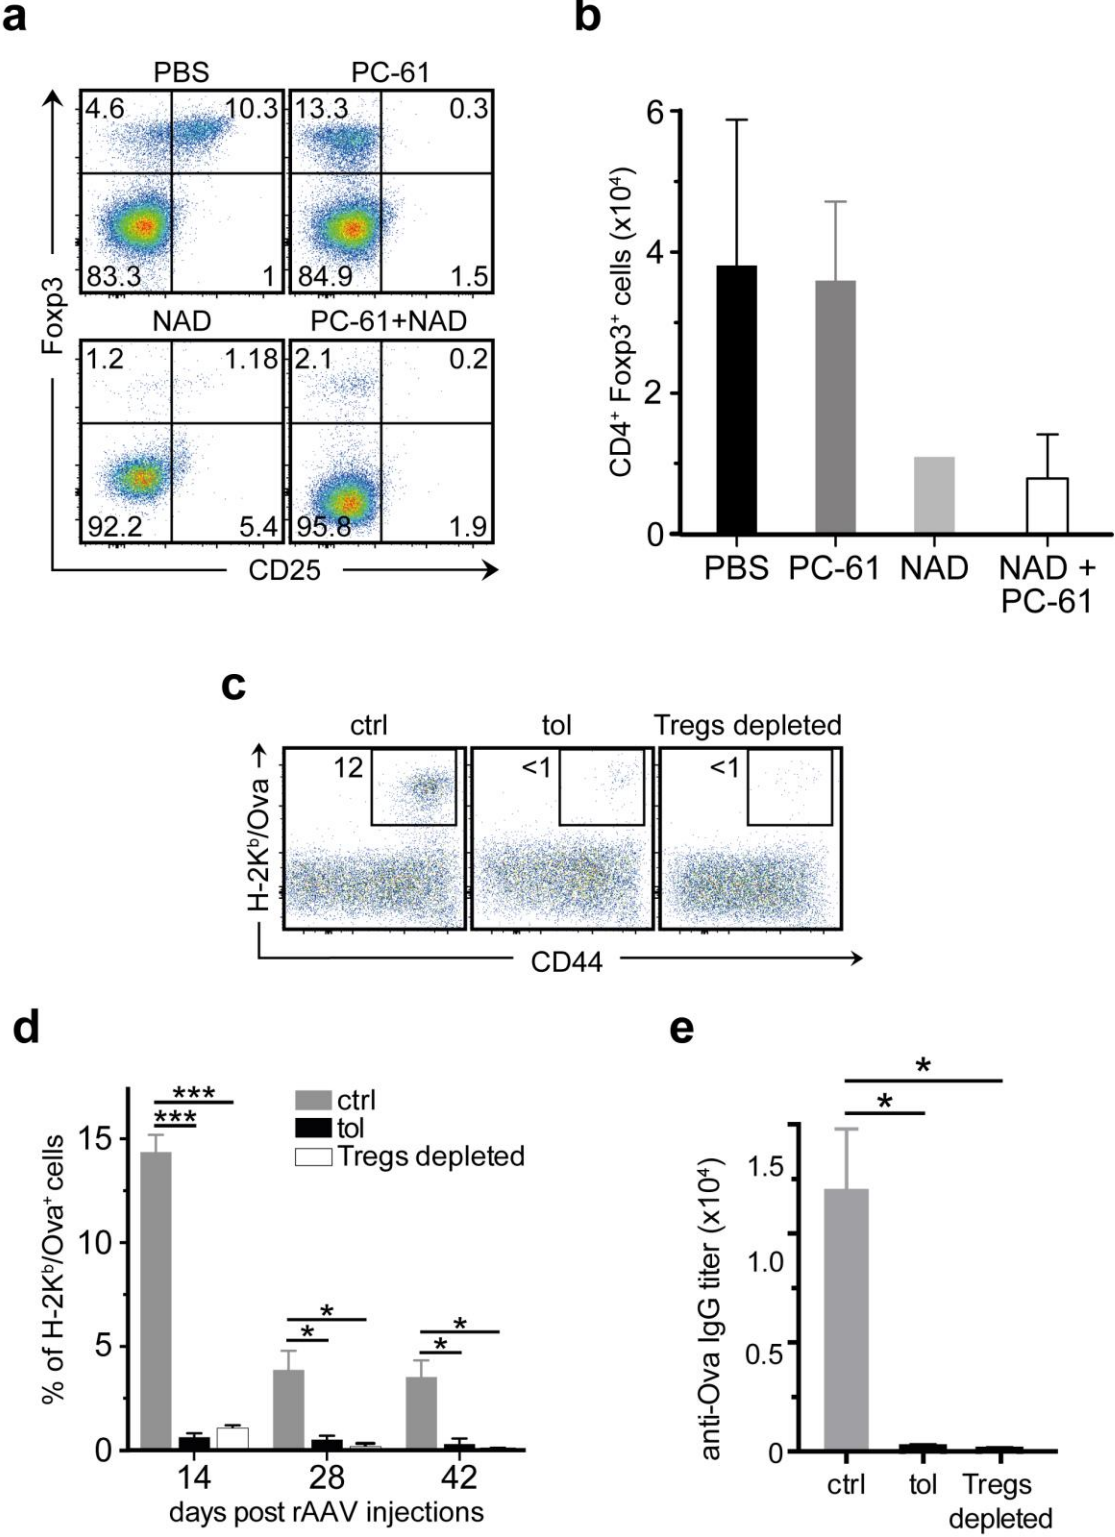 a
PBS PC-61
4.6 10.3 13.3 0.3
83.3 1 84.9 1.5
NAD PC-61+NAD
1.2 1.18 2.1 0.2
92.2 5.4 95.8 1.9
Foxp3
CD25
b
6
4
2
0
CD4⁺ Foxp3⁺ cells (x10⁴)
PBS PC-61 NAD NAD +
PC-61
c
ctrl tol Tregs depleted
12 <1 <1
H-2Kᵇ/Ova
CD44
d
*** 
***
* 
*
* 
*
ctrl
tol
Tregs depleted
15
10
5
0
% of H-2Kᵇ/Ova⁺ cells
14 28 42
days post rAAV injections
e
*
*
1.5
1.0
0.5
0
anti-Ova IgG titer (x10⁴)
ctrl tol Tregs
depleted